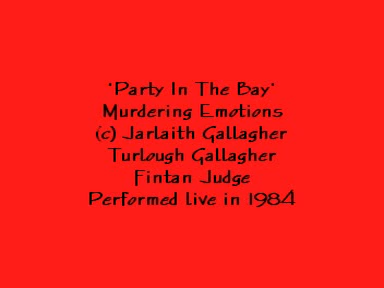 'Party In The Bay'
Murdering Emotions
(c) Jarlaith Gallagher
Turlough Gallagher
Fintan Judge
Performed live in 1984